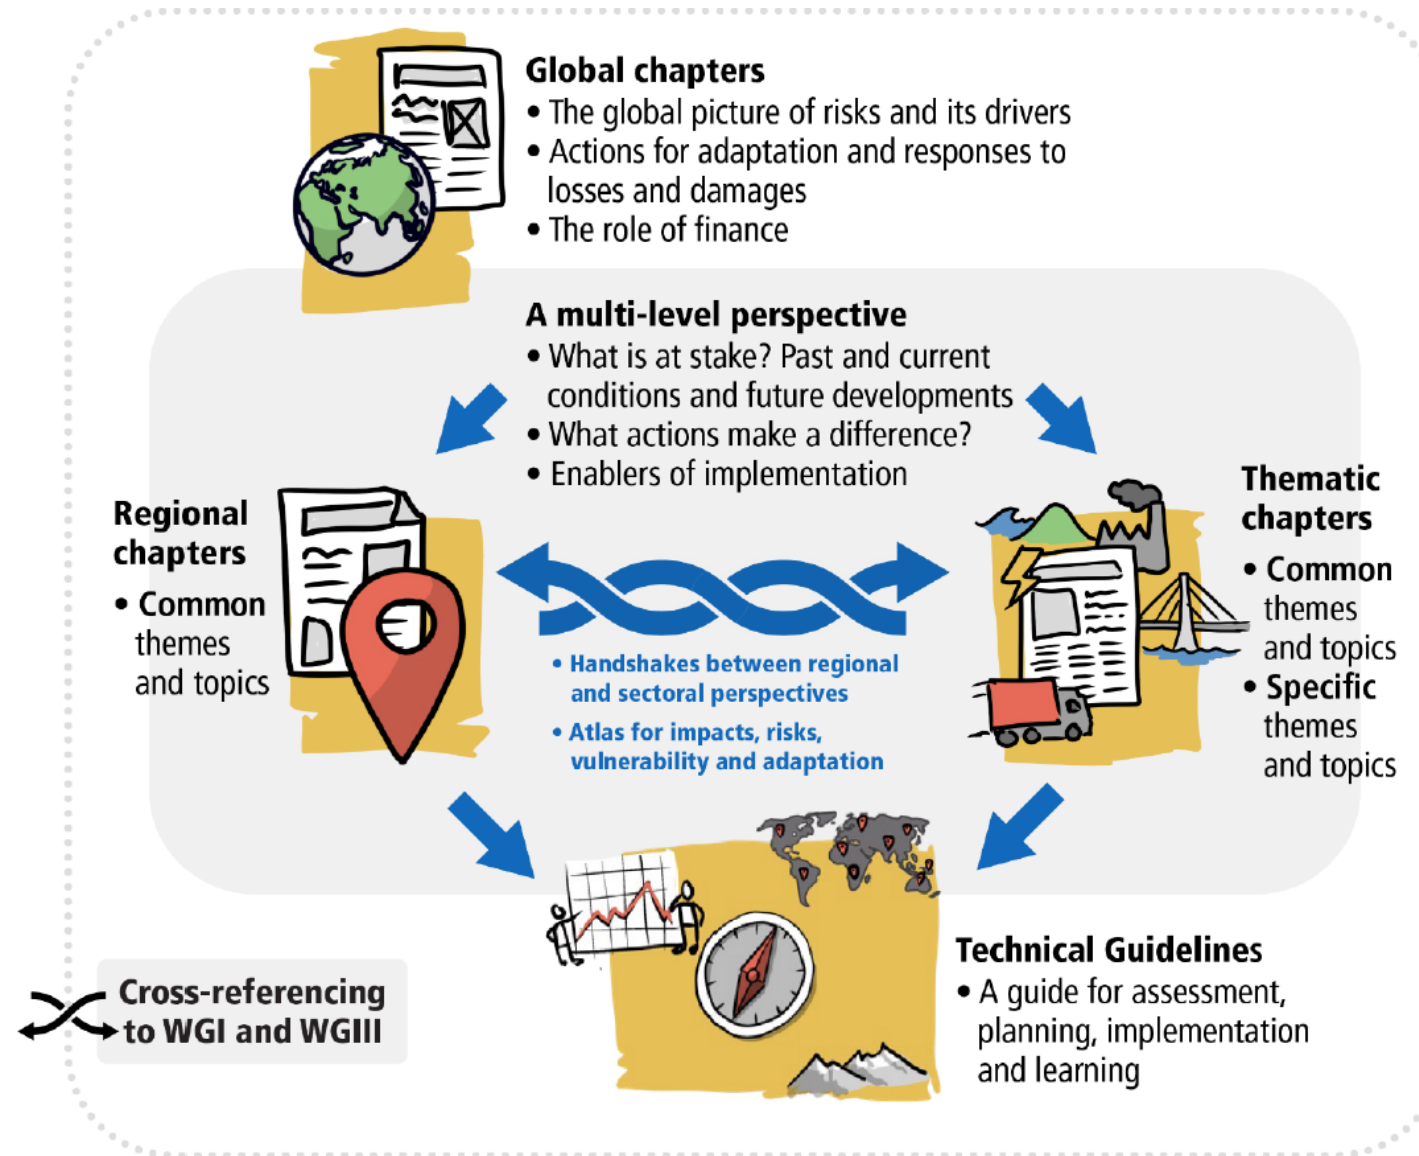 Global chapters
• The global picture of risks and its drivers
• Actions for adaptation and responses to
losses and damages
• The role of finance
A multi-level perspective
• What is at stake? Past and current
conditions and future developments
• What actions make a difference?
• Enablers of implementation
Regional
chapters
• Common
themes
and topics
• Handshakes between regional
and sectoral perspectives
• Atlas for impacts, risks,
vulnerability and adaptation
Thematic
chapters
• Common
themes
and topics
• Specific
themes
and topics
Technical Guidelines
• A guide for assessment,
planning, implementation
and learning
Cross-referencing
to WGI and WGIII